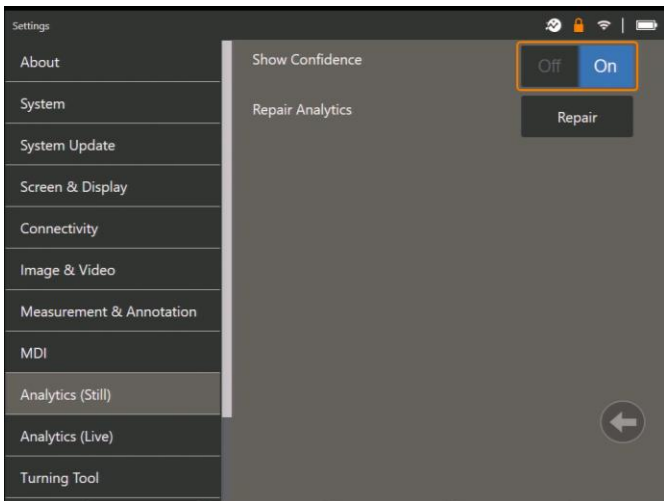 Settings
About
System
System Update
Screen & Display
Connectivity
Image & Video
Measurement & Annotation
MDI
Analytics (Still)
Analytics (Live)
Turning Tool
Show Confidence
Off On
Repair Analytics
Repair